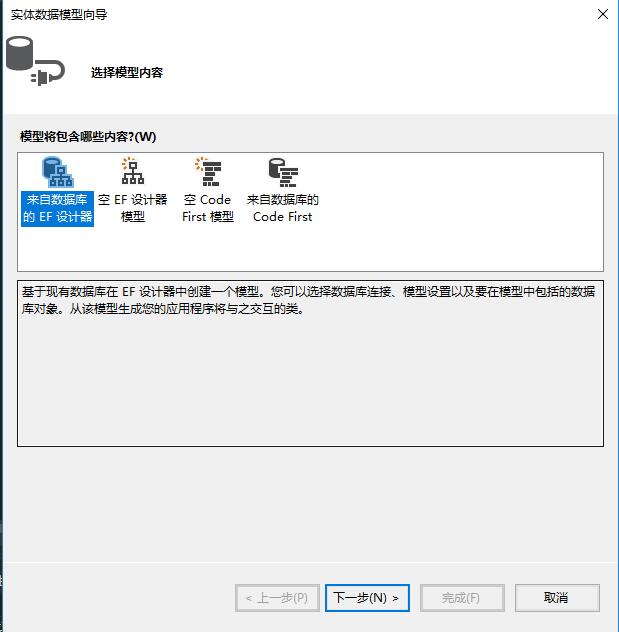 实体数据模型向导
选择模型内容
模型将包含哪些内容?(W)
来自数据库
的 EF 设计器
空 EF 设计器
模型
空 Code
First 模型
来自数据库的
Code First
基于现有数据库在 EF 设计器中创建一个模型。您可以选择数据库连接、模型设置以及要在模型中包括的数据
库对象。从该模型生成您的应用程序将与之交互的类。
< 上一步(P)
下一步(N) >
完成(F)
取消